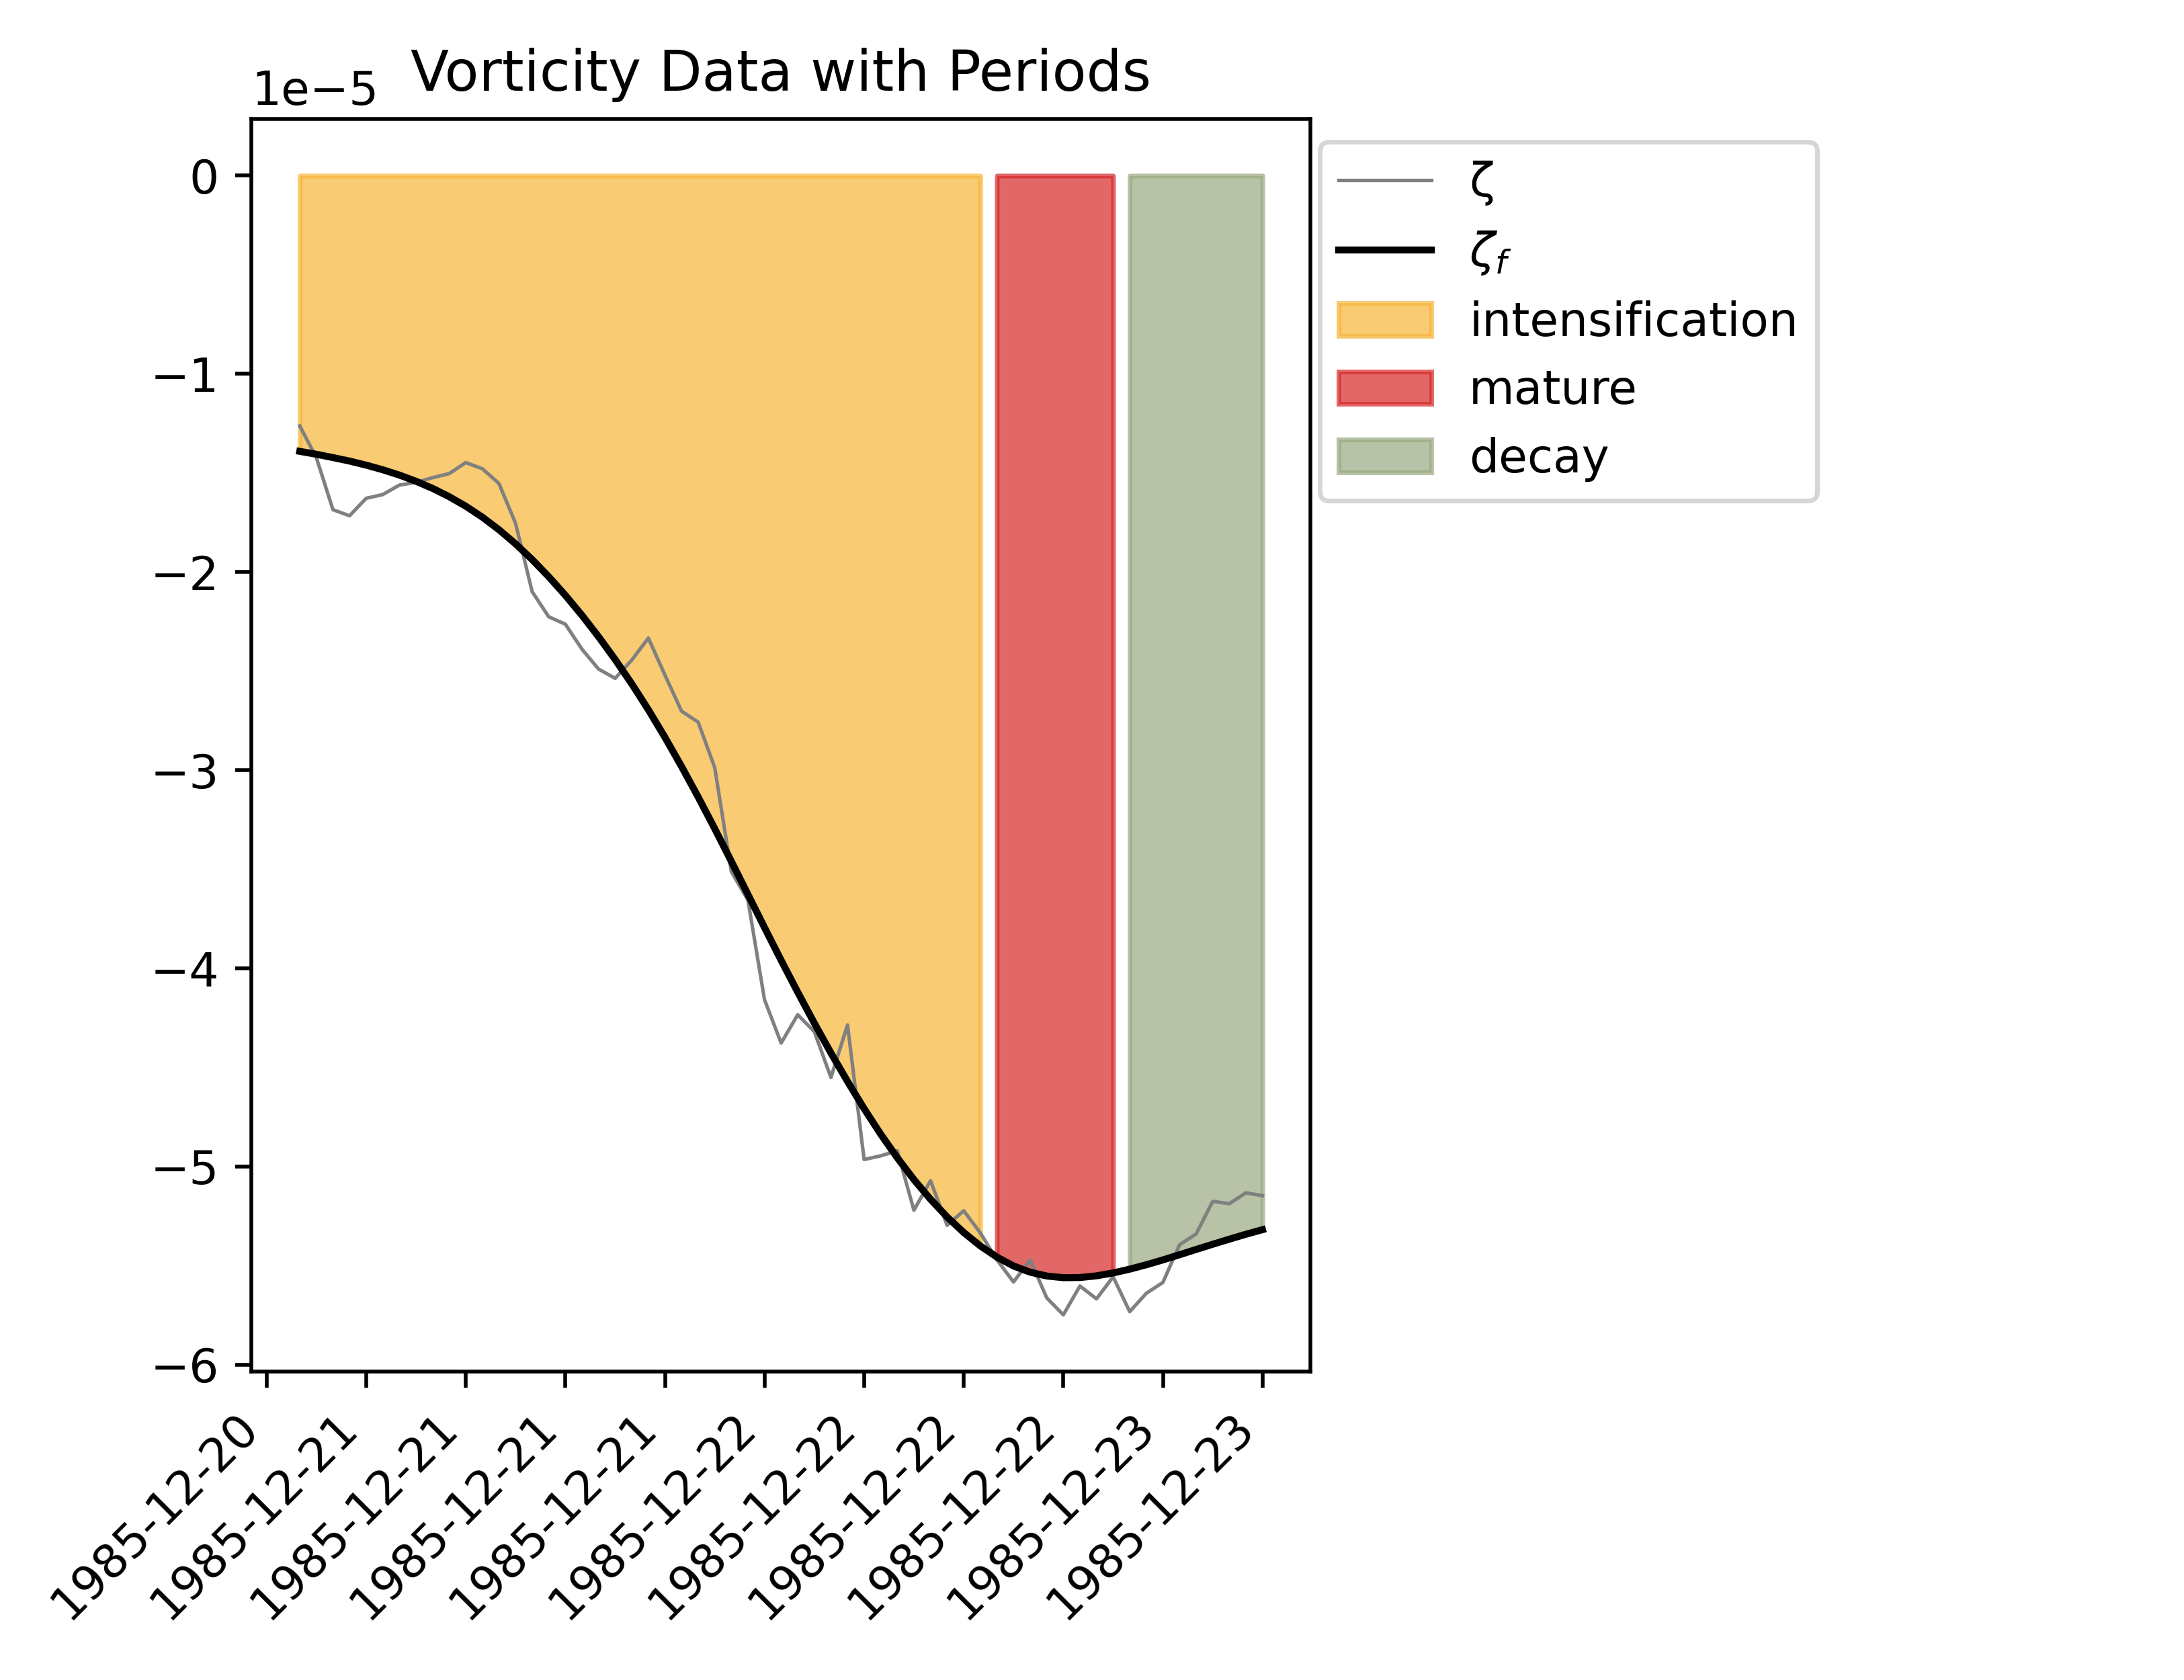 Vorticity Data with Periods
1e−5
0
−1
−2
−3
−4
−5
−6
1985-12-20
1985-12-21
1985-12-21
1985-12-21
1985-12-21
1985-12-22
1985-12-22
1985-12-22
1985-12-22
1985-12-23
1985-12-23
ζ
ζf
intensification
mature
decay